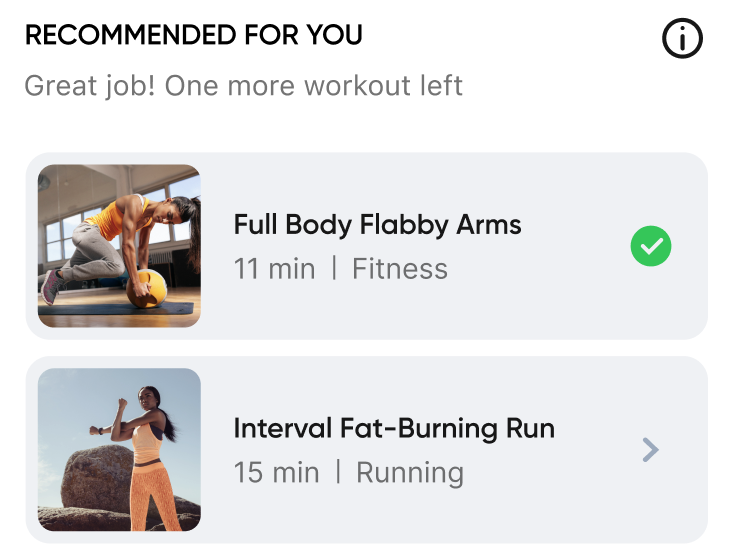 RECOMMENDED FOR YOU
Great job! One more workout left
Full Body Flabby Arms
11 min | Fitness
Interval Fat-Burning Run
15 min | Running